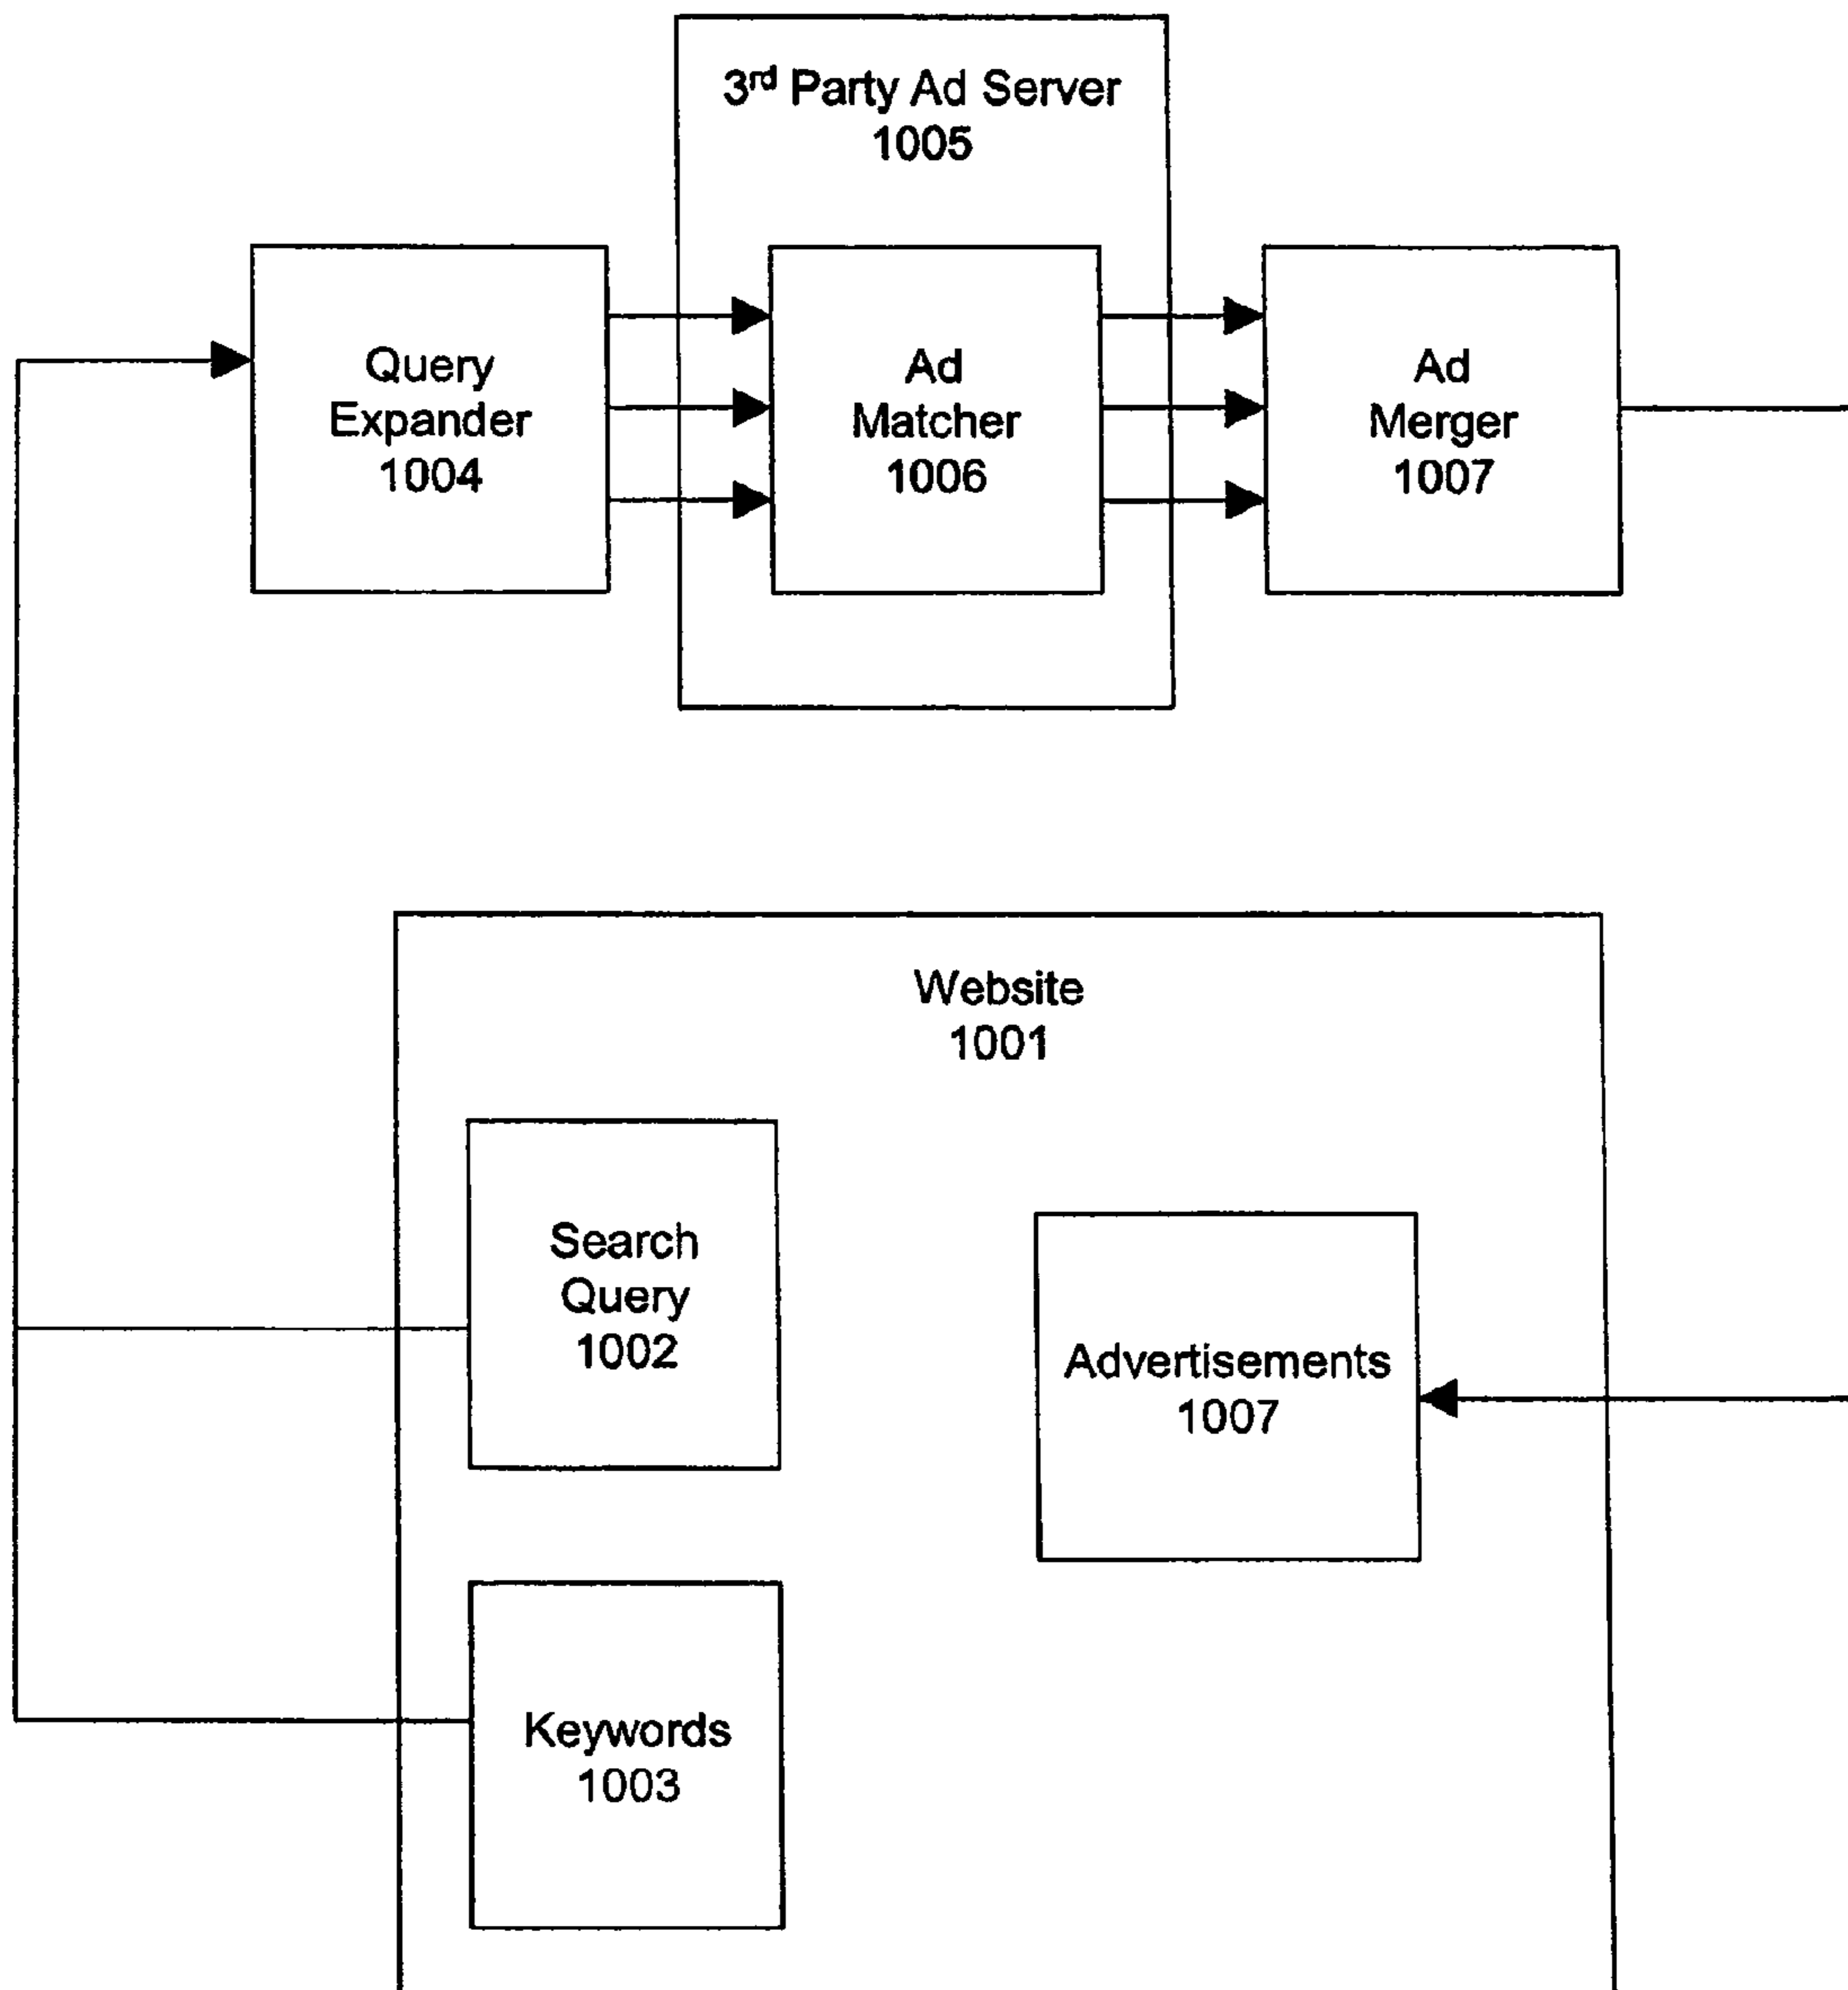 3rd Party Ad Server
1005
Query
Expander
1004
Ad
Matcher
1006
Ad
Merger
1007
Website
1001
Search
Query
1002
Advertisements
1007
Keywords
1003